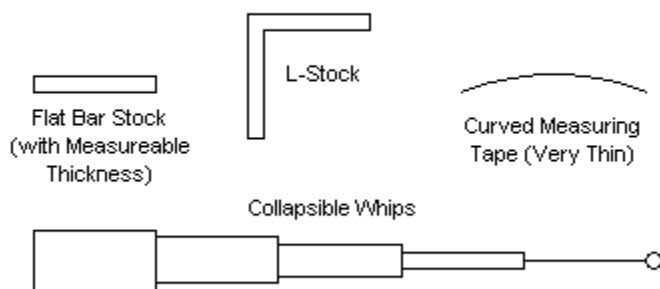 L-Stock
Flat Bar Stock
(with Measureable
Thickness)
Curved Measuring
Tape (Very Thin)
Collapsible Whips